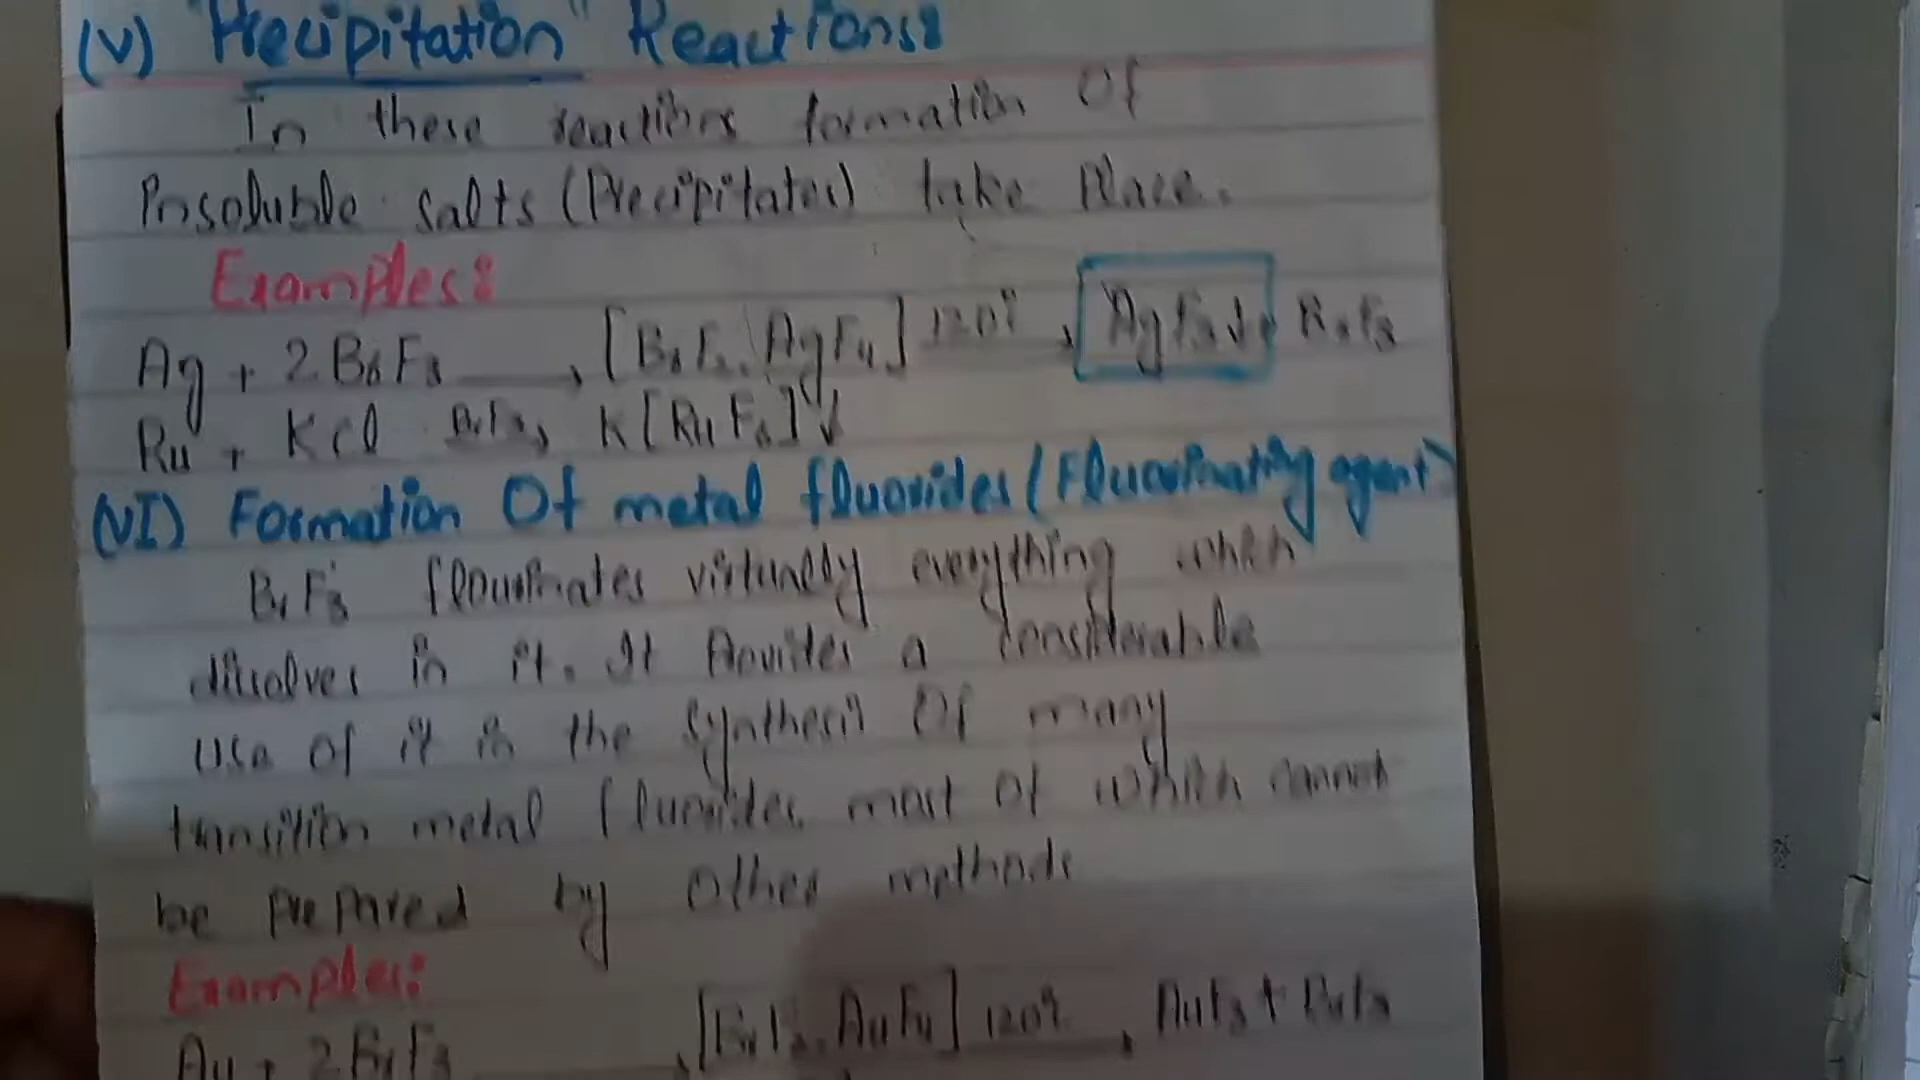 (V) "Precipitation" Reactions:
In these reactions formation Of
Insoluble salts (Precipitates) take Place.
Examples:
Ag + 2BrF3 → [BrF2. AgF4] 120° → AgF3↓ + BrF3
Ru + KCl BrF3→ K[RuF6]↓
(VI) Formation Of metal fluorides (Fluorinating agent)
BrF3 flourinates virtually everything which
dissolves in it. It Provides a considerable
use of it in the synthesis Of many
transition metal fluorides most of which cannot
be prepared by Other methods
Examples:
Au + 2BrF3 → [BrF2. AuF4] 120° → AuF3 + BrF3